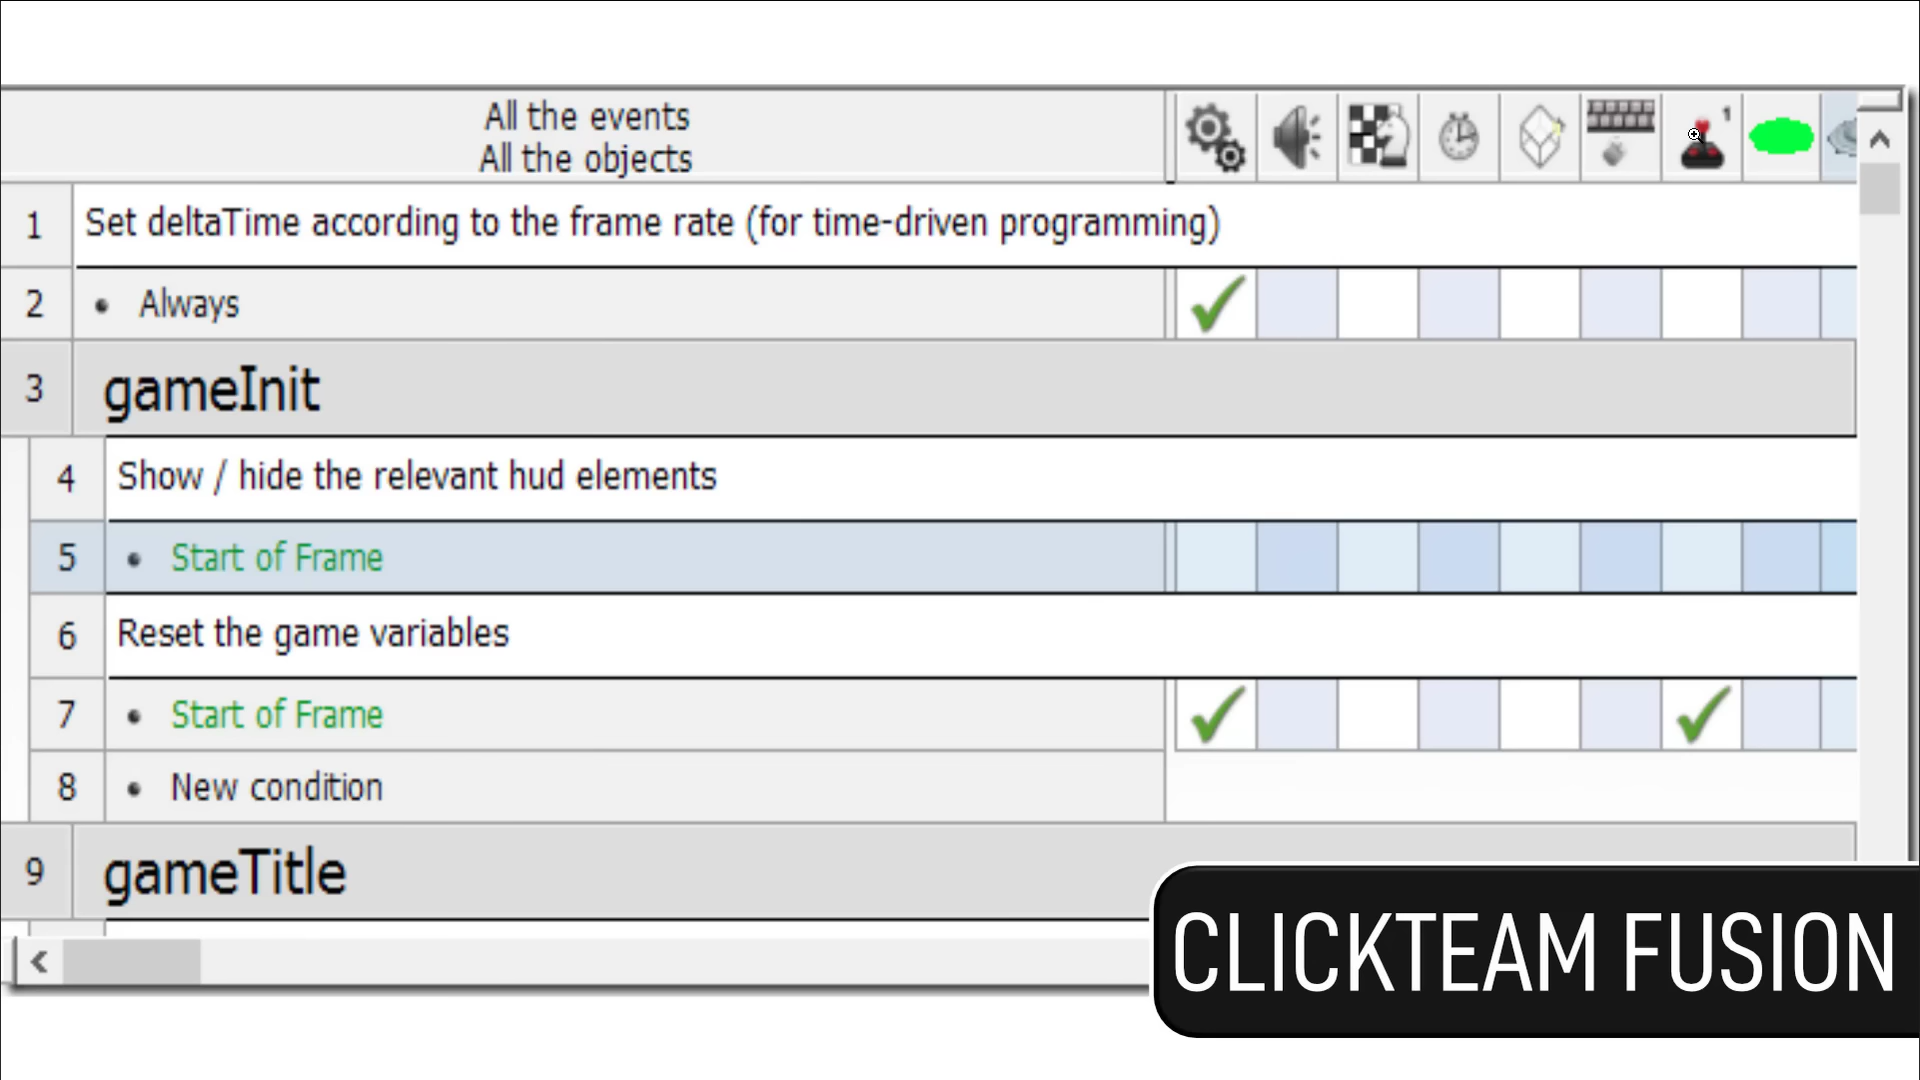 All the events
All the objects
1
1 Set deltaTime according to the frame rate (for time-driven programming)
2 • Always
3 gameInit
4 Show / hide the relevant hud elements
5 • Start of Frame
6 Reset the game variables
7 • Start of Frame
8 • New condition
9 gameTitle
CLICKTEAM FUSION